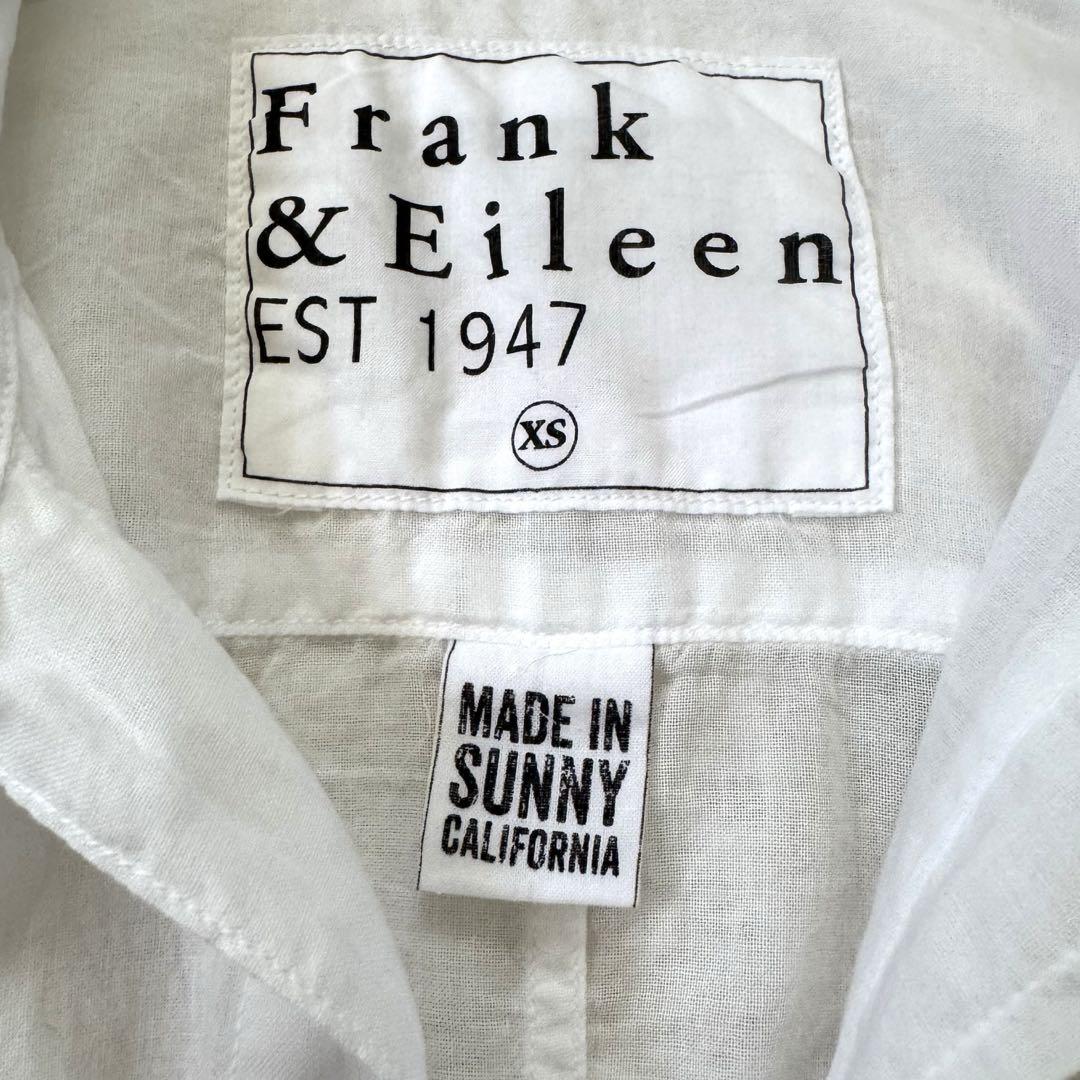 Frank
& Eileen
EST 1947
XS
MADE IN
SUNNY
CALIFORNIA